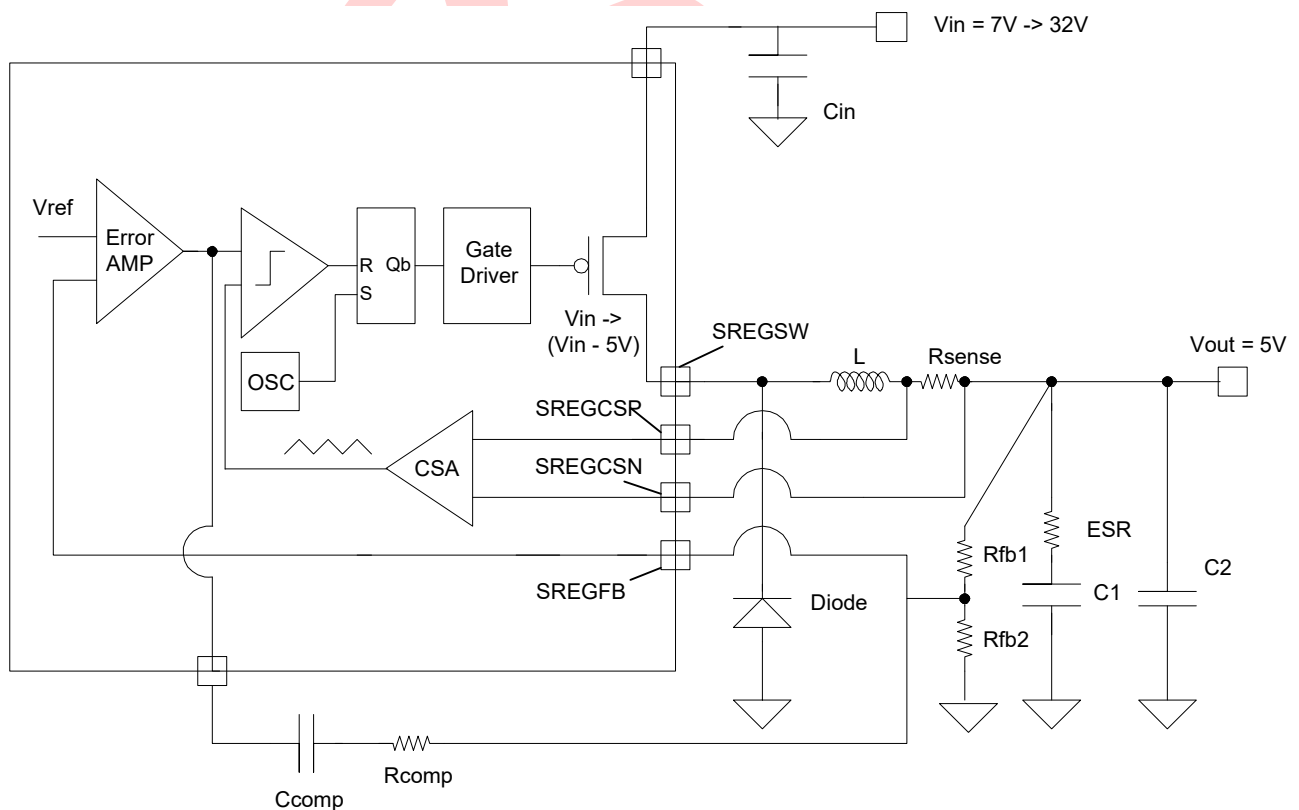 Vin = 7V -> 32V
Cin
Vref
Error
AMP
R
Qb
S
Gate
Driver
Vin ->
(Vin - 5V)
SREGSW
L
Rsense
Vout = 5V
OSC
SREGCSP
CSA
SREGCSN
SREGFB
Diode
Rfb1
Rfb2
ESR
C1
C2
Rcomp
Ccomp